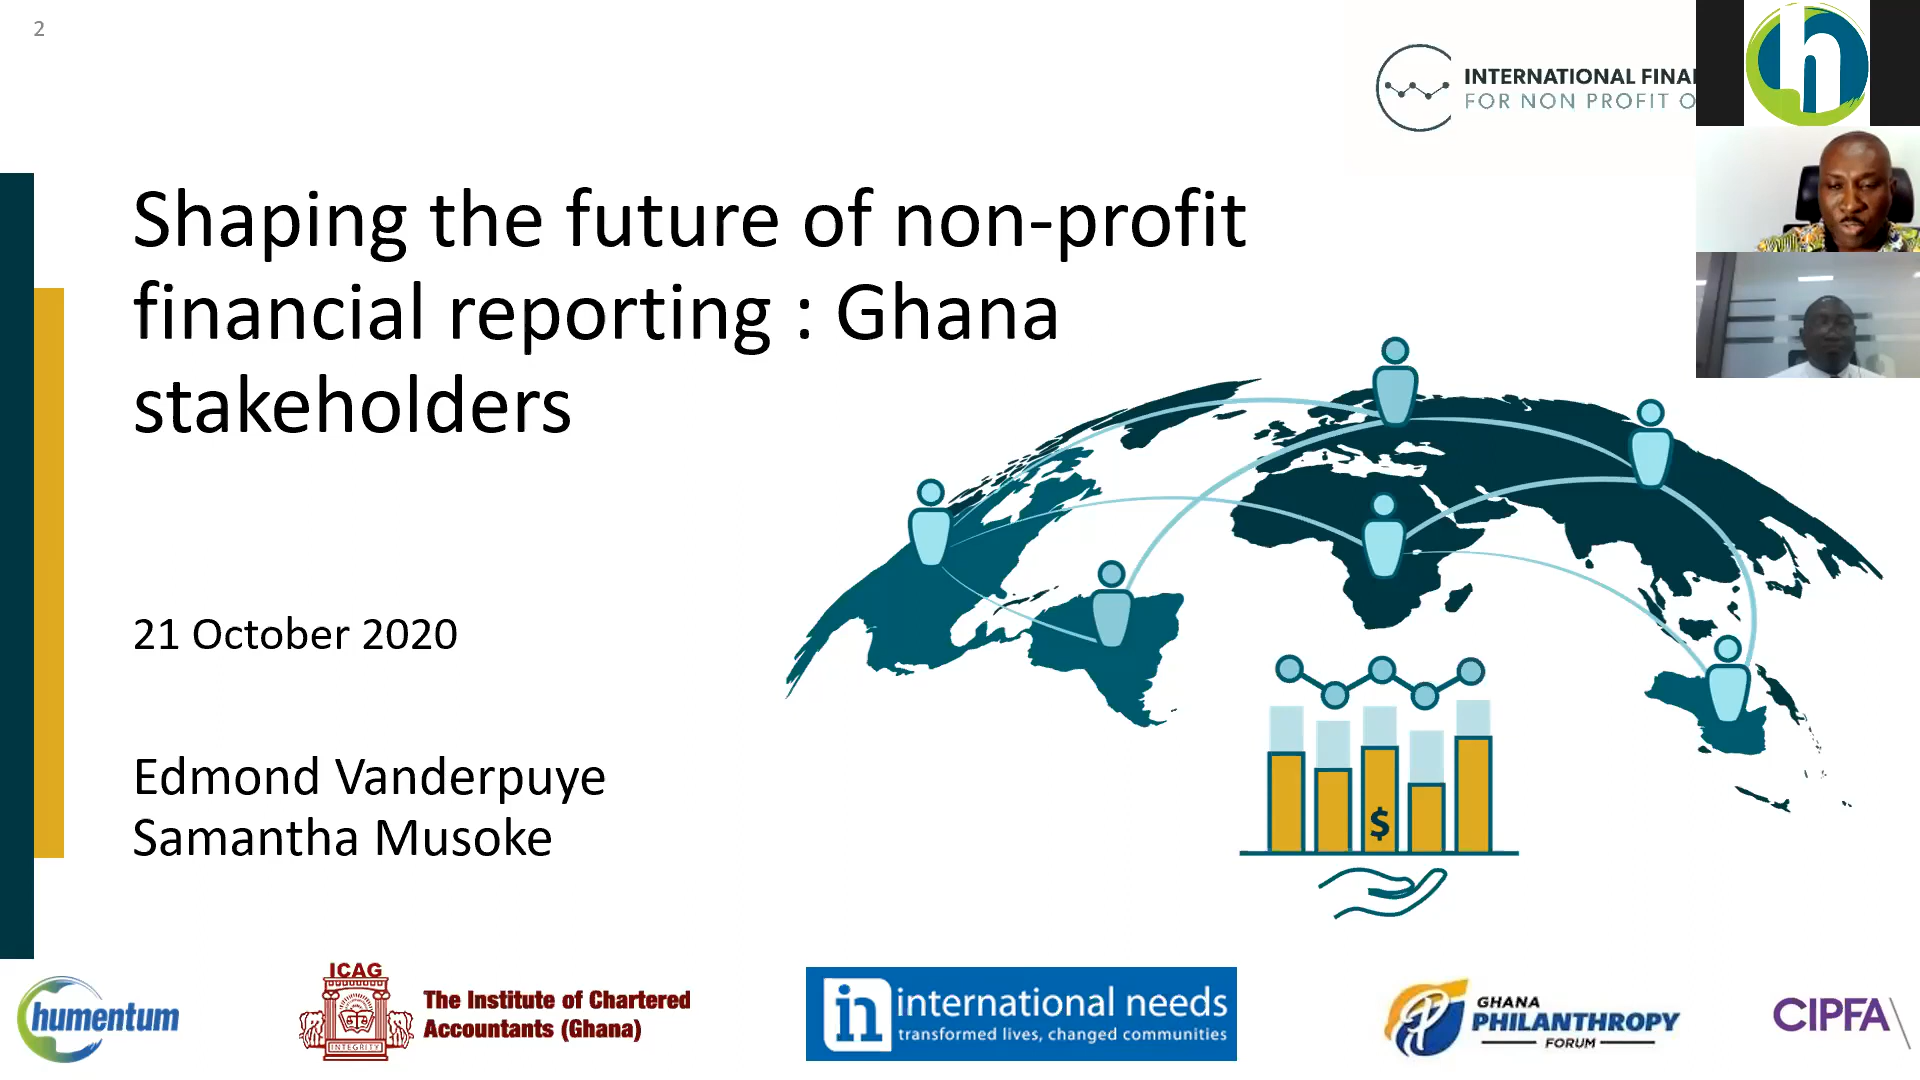 2
INTERNATIONAL FINA
FOR NON PROFIT O
h
Shaping the future of non-profit
financial reporting : Ghana
stakeholders
21 October 2020
Edmond Vanderpuye
Samantha Musoke
$
humentum
ICAG
INTEGRITY
The Institute of Chartered
Accountants (Ghana)
in
international needs
transformed lives, changed communities
GHANA
PHILANTHROPY
FORUM
CIPFA